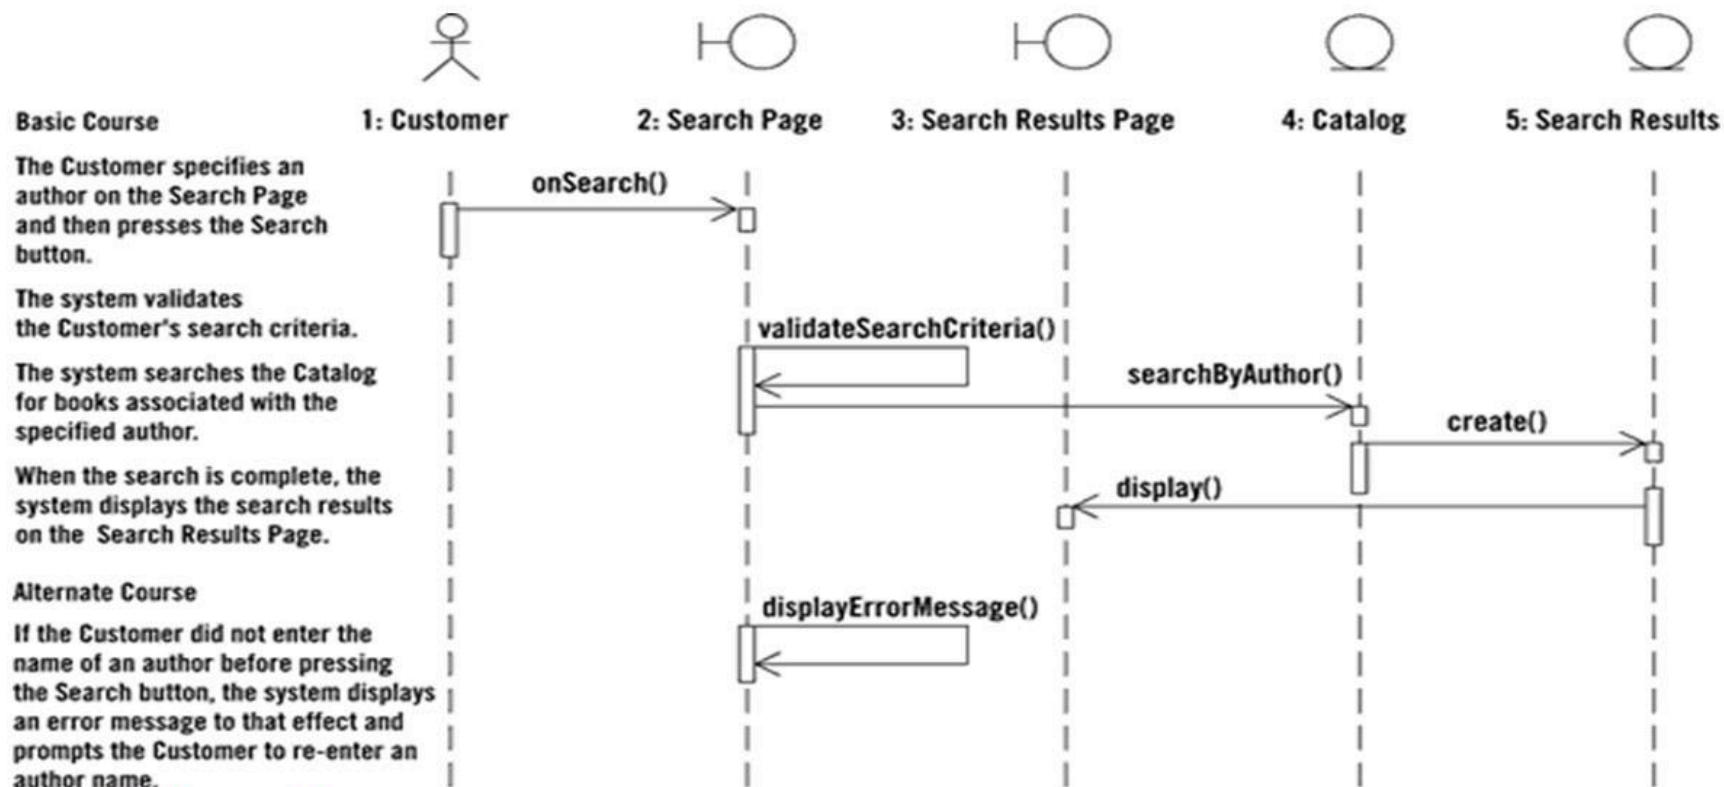 Basic Course
1: Customer
2: Search Page
3: Search Results Page
4: Catalog
5: Search Results
The Customer specifies an
author on the Search Page
and then presses the Search
button.
onSearch()
The system validates
the Customer's search criteria.
validateSearchCriteria()
The system searches the Catalog
for books associated with the
specified author.
searchByAuthor()
create()
When the search is complete, the
system displays the search results
on the Search Results Page.
display()
Alternate Course
If the Customer did not enter the
name of an author before pressing
the Search button, the system displays
an error message to that effect and
prompts the Customer to re-enter an
author name.
displayErrorMessage()